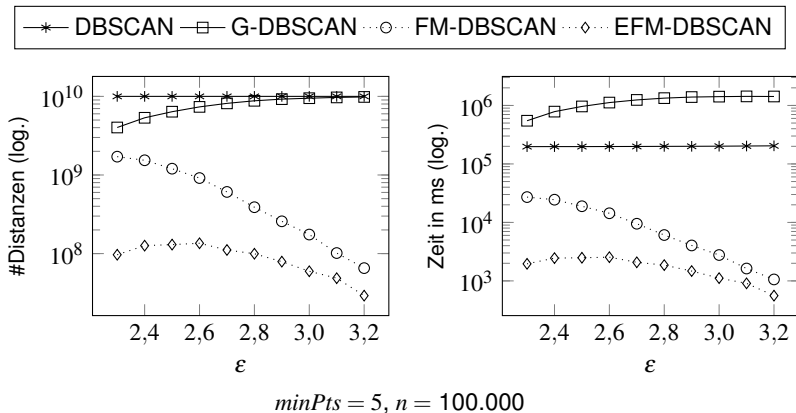 DBSCAN G-DBSCAN FM-DBSCAN EFM-DBSCAN
#Distanzen (log.)
10^10
10^9
10^8
2,4 2,6 2,8 3,0 3,2
ε
Zeit in ms (log.)
10^6
10^5
10^4
10^3
2,4 2,6 2,8 3,0 3,2
ε
minPts = 5, n = 100.000